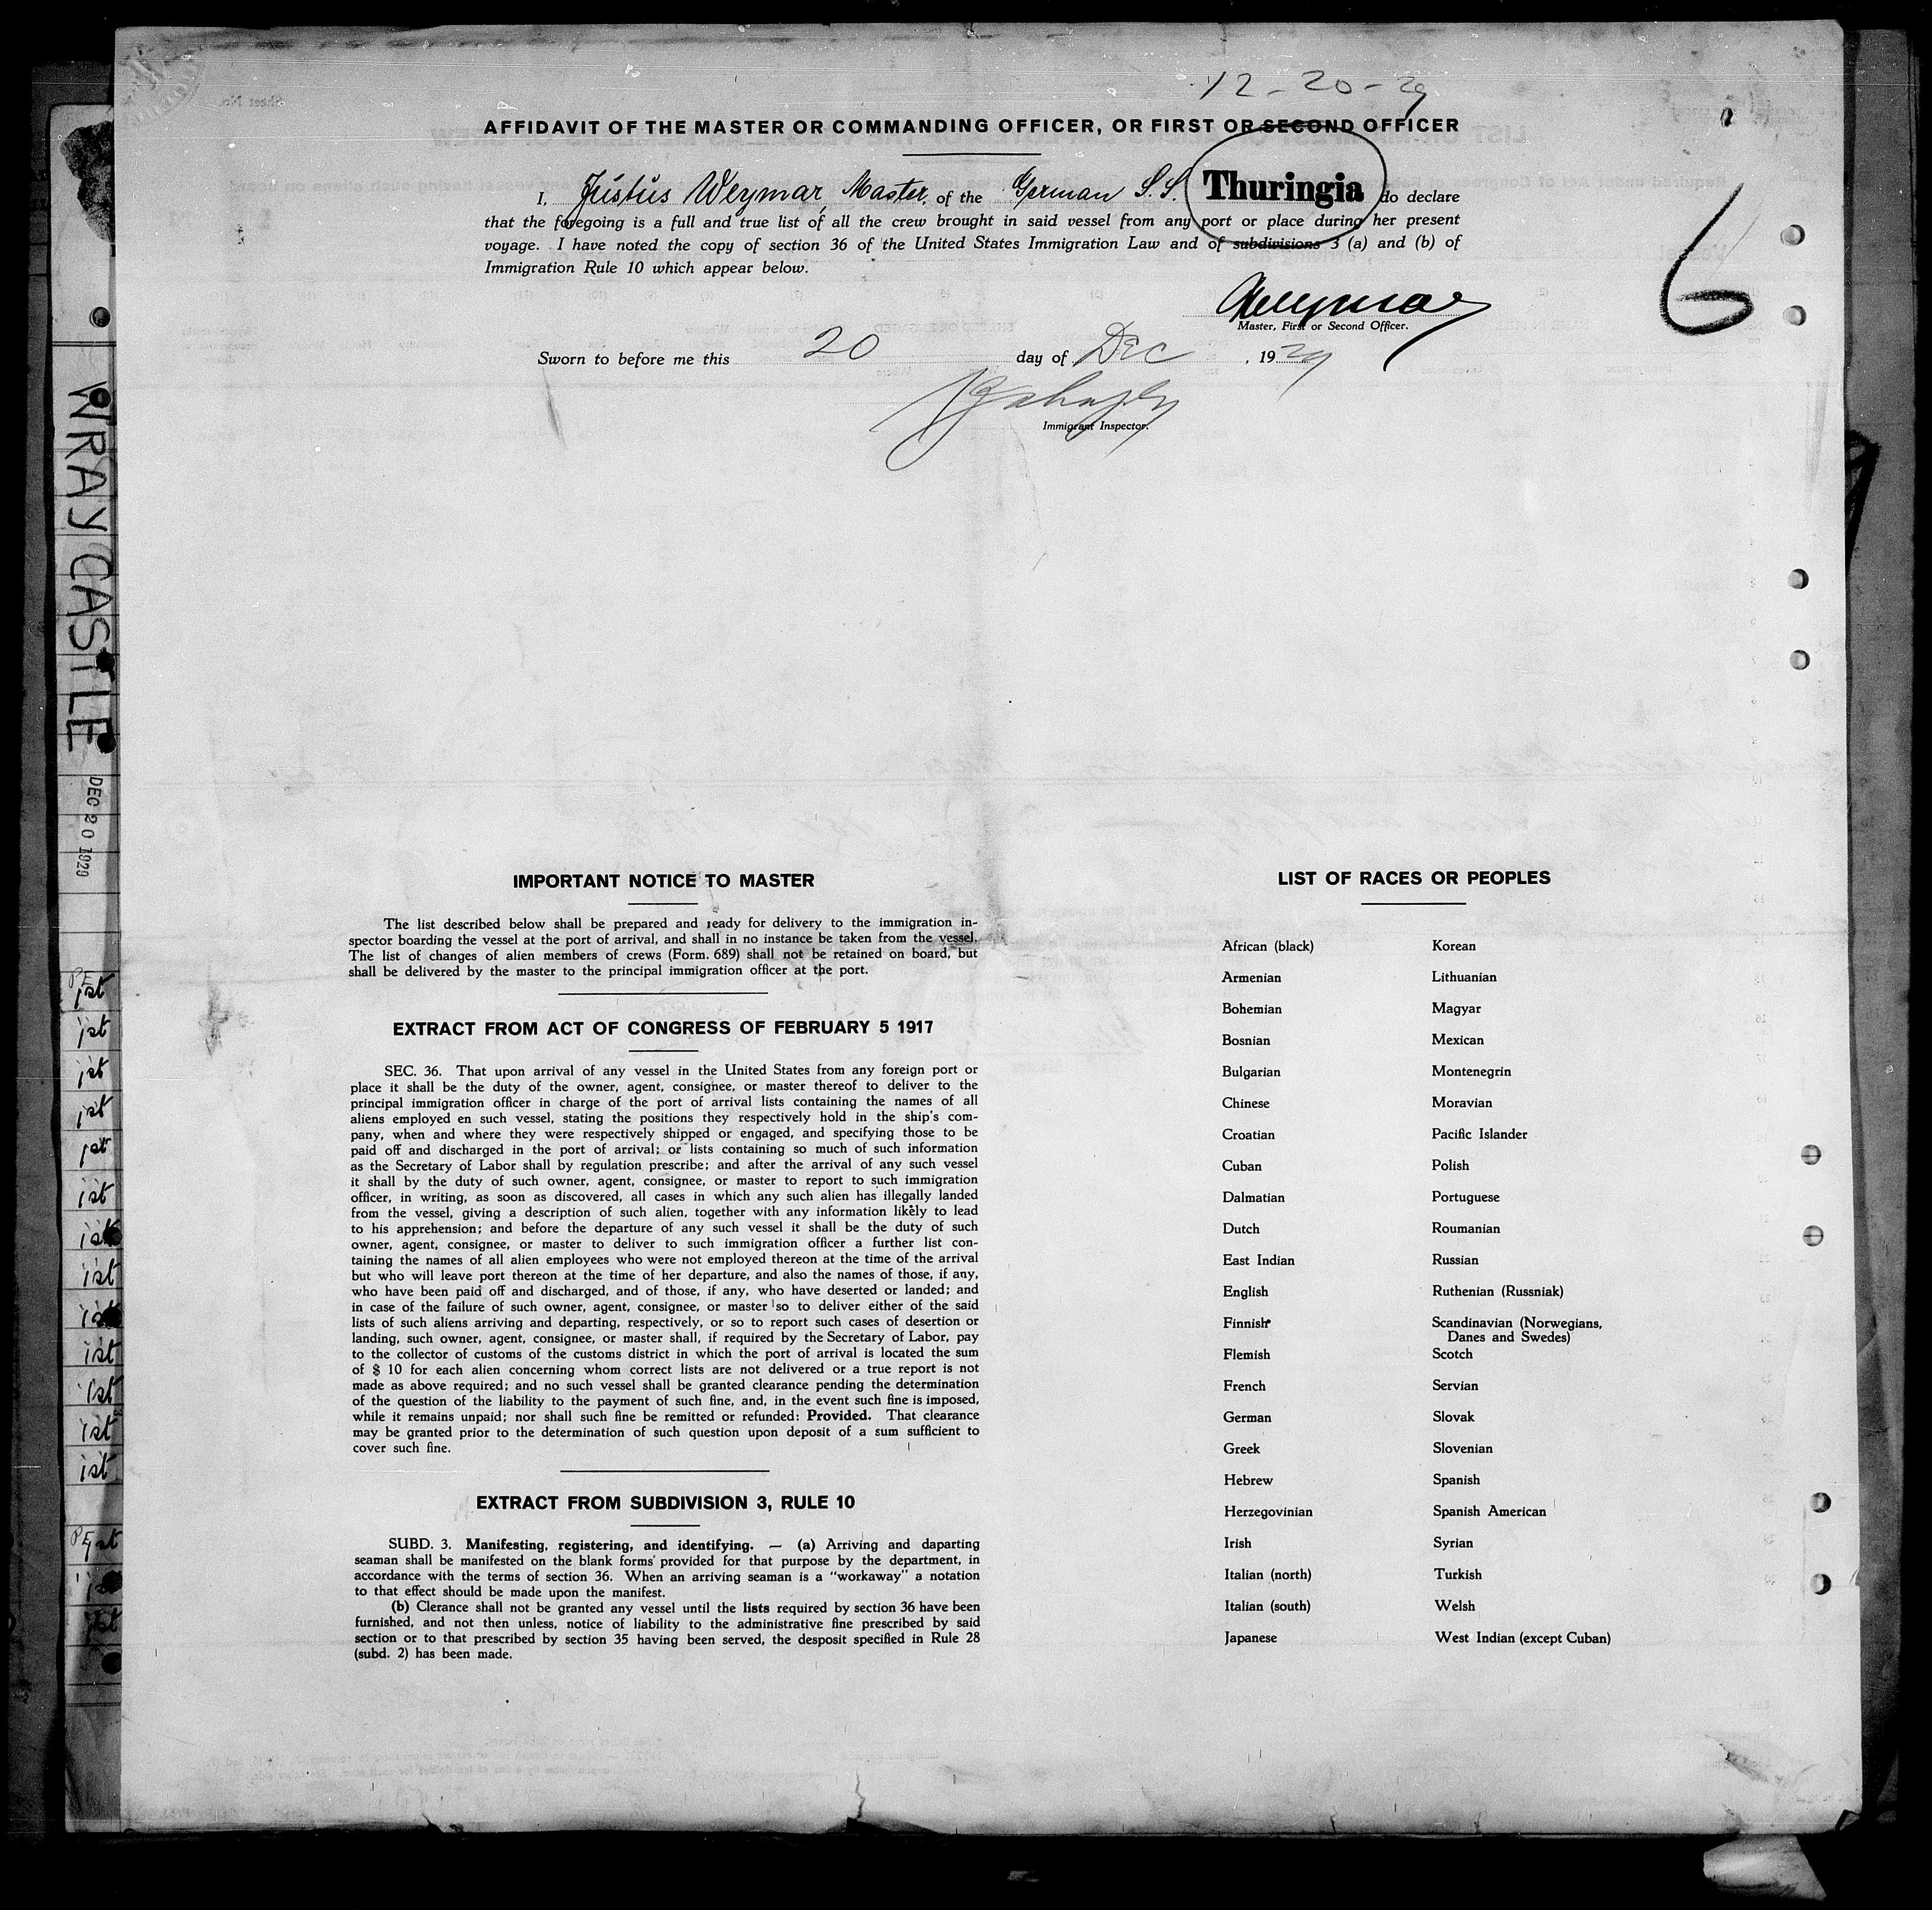 12-20-29
AFFIDAVIT OF THE MASTER OR COMMANDING OFFICER, OR FIRST OR SECOND OFFICER
I, Justus Weymar, Master, of the German S.S. Thuringia do declare
that the foregoing is a full and true list of all the crew brought in said vessel from any port or place during her present
voyage. I have noted the copy of section 36 of the United States Immigration Law and of subdivisions 3 (a) and (b) of
Immigration Rule 10 which appear below.
6
Weymar
Master, First or Second Officer.
Sworn to before me this 20 day of Dec, 1929
Immigrant Inspector.
WRAY CASTLE
DEC 20 1929
IMPORTANT NOTICE TO MASTER
The list described below shall be prepared and ready for delivery to the immigration in-
spector boarding the vessel at the port of arrival, and shall in no instance be taken from the vessel.
The list of changes of alien members of crews (Form. 689) shall not be retained on board, but
shall be delivered by the master to the principal immigration officer at the port.
EXTRACT FROM ACT OF CONGRESS OF FEBRUARY 5 1917
SEC. 36. That upon arrival of any vessel in the United States from any foreign port or
place it shall be the duty of the owner, agent, consignee, or master thereof to deliver to the
principal immigration officer in charge of the port of arrival lists containing the names of all
aliens employed en such vessel, stating the positions they respectively hold in the ship's com-
pany, when and where they were respectively shipped or engaged, and specifying those to be
paid off and discharged in the port of arrival; or lists containing so much of such information
as the Secretary of Labor shall by regulation prescribe; and after the arrival of any such vessel
it shall by the duty of such owner, agent, consignee, or master to report to such immigration
officer, in writing, as soon as discovered, all cases in which any such alien has illegally landed
from the vessel, giving a description of such alien, together with any information likely to lead
to his apprehension; and before the departure of any such vessel it shall be the duty of such
owner, agent, consignee, or master to deliver to such immigration officer a further list con-
taining the names of all alien employees who were not employed thereon at the time of the arrival
but who will leave port thereon at the time of her departure, and also the names of those, if any,
who have been paid off and discharged, and of those, if any, who have deserted or landed; and
in case of the failure of such owner, agent, consignee, or master so to deliver either of the said
lists of such aliens arriving and departing, respectively, or so to report such cases of desertion or
landing, such owner, agent, consignee, or master shall, if required by the Secretary of Labor, pay
to the collector of customs of the customs district in which the port of arrival is located the sum
of $ 10 for each alien concerning whom correct lists are not delivered or a true report is not
made as above required; and no such vessel shall be granted clearance pending the determination
of the question of the liability to the payment of such fine, and, in the event such fine is imposed,
while it remains unpaid; nor shall such fine be remitted or refunded: Provided. That clearance
may be granted prior to the determination of such question upon deposit of a sum sufficient to
cover such fine.
EXTRACT FROM SUBDIVISION 3, RULE 10
SUBD. 3. Manifesting, registering, and identifying. — (a) Arriving and daparting
seaman shall be manifested on the blank forms provided for that purpose by the department, in
accordance with the terms of section 36. When an arriving seaman is a "workaway" a notation
to that effect should be made upon the manifest.
(b) Clerance shall not be granted any vessel until the lists required by section 36 have been
furnished, and not then unless, notice of liability to the administrative fine prescribed by said
section or to that prescribed by section 35 having been served, the desposit specified in Rule 28
(subd. 2) has been made.
LIST OF RACES OR PEOPLES
African (black) Korean
Armenian Lithuanian
Bohemian Magyar
Bosnian Mexican
Bulgarian Montenegrin
Chinese Moravian
Croatian Pacific Islander
Cuban Polish
Dalmatian Portuguese
Dutch Roumanian
East Indian Russian
English Ruthenian (Russniak)
Finnish Scandinavian (Norwegians,
Danes and Swedes)
Flemish Scotch
French Servian
German Slovak
Greek Slovenian
Hebrew Spanish
Herzegovinian Spanish American
Irish Syrian
Italian (north) Turkish
Italian (south) Welsh
Japanese West Indian (except Cuban)
1st
1st
1st
1st
1st
1st
1st
1st
1st
1st
1st
1st
1st